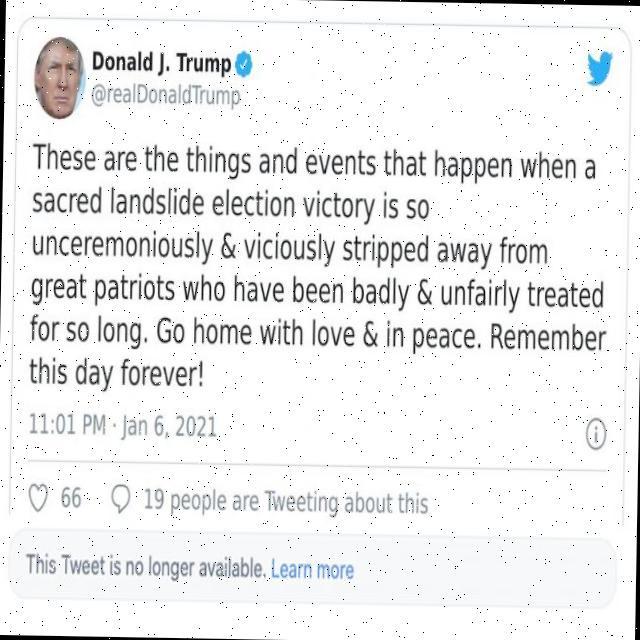 Donald J. Trump
@realDonaldTrump
These are the things and events that happen when a
sacred landslide election victory is so
unceremoniously & viciously stripped away from
great patriots who have been badly & unfairly treated
for so long. Go home with love & in peace. Remember
this day forever!
11:01 PM · Jan 6, 2021
66 19 people are Tweeting about this
This Tweet is no longer available. Learn more